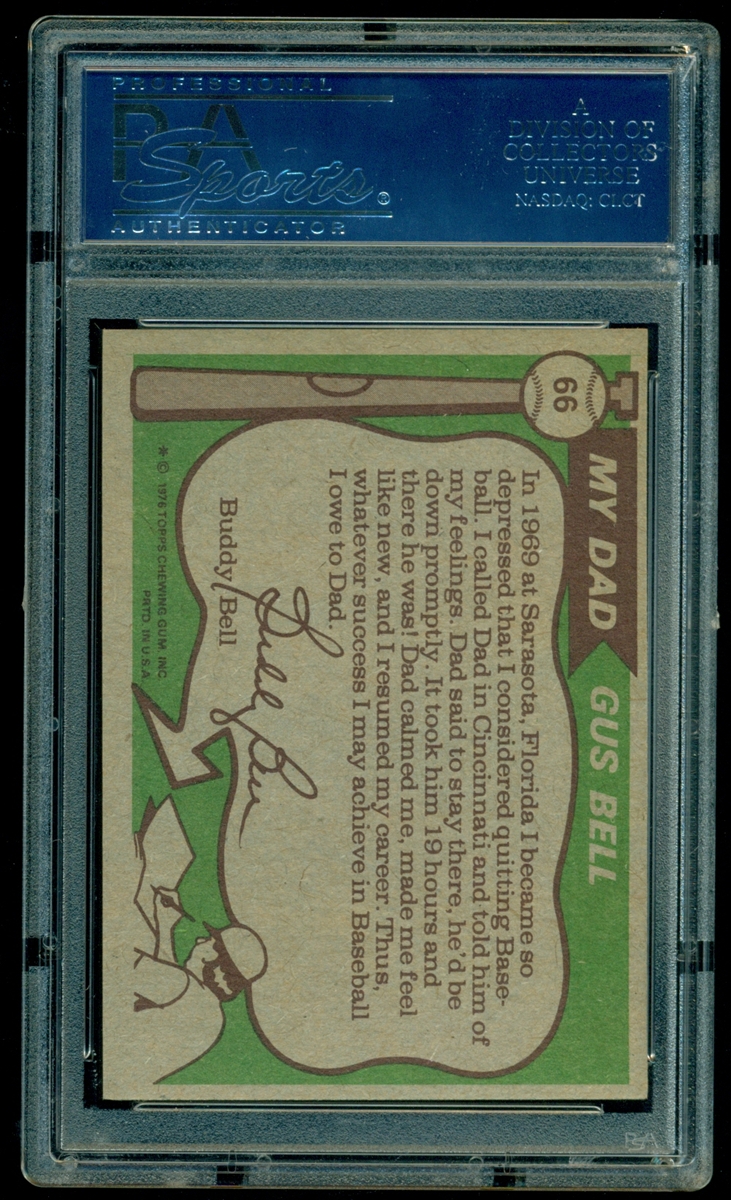 PROFESSIONAL
PSA
Sports®
AUTHENTICATOR
A
DIVISION OF
COLLECTORS
UNIVERSE
NASDAQ: CLCT
66
MY DAD
GUS BELL
In 1969 at Sarasota, Florida I became so
depressed that I considered quitting Base-
ball. I called Dad in Cincinnati and told him of
my feelings. Dad said to stay there, he'd be
down promptly. It took him 19 hours and
there he was! Dad calmed me, made me feel
like new, and I resumed my career. Thus,
whatever success I may achieve in Baseball
I owe to Dad.
Buddy Bell
Buddy Bell
* © 1976 TOPPS CHEWING GUM, INC.
PRTD. IN U.S.A.
PSA